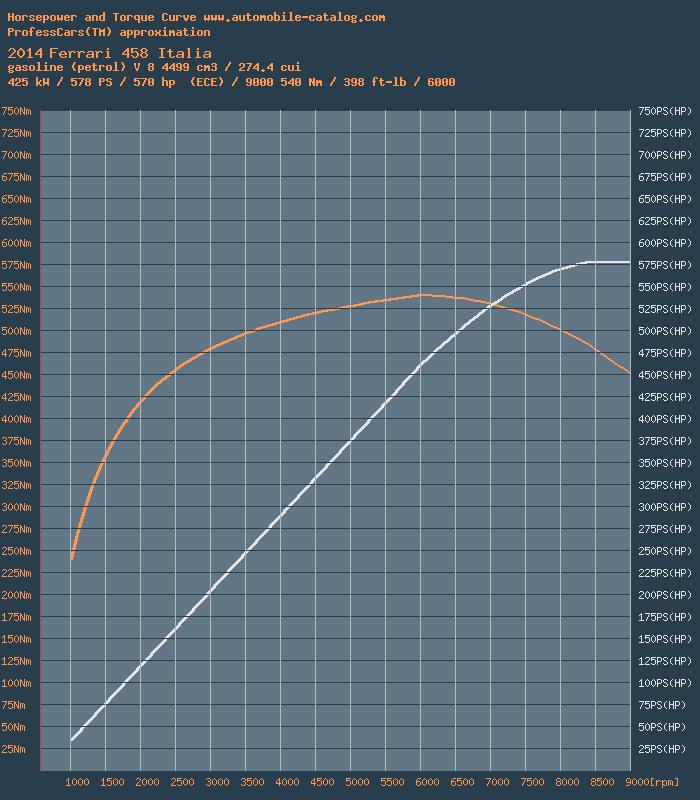 Horsepower and Torque Curve www.automobile-catalog.com
ProfessCars(TM) approximation
2014 Ferrari 458 Italia
gasoline (petrol) V 8 4499 cm3 / 274.4 cui
425 kW / 578 PS / 570 hp (ECE) / 9000 540 Nm / 398 ft-lb / 6000
750Nm 750PS(HP)
725Nm 725PS(HP)
700Nm 700PS(HP)
675Nm 675PS(HP)
650Nm 650PS(HP)
625Nm 625PS(HP)
600Nm 600PS(HP)
575Nm 575PS(HP)
550Nm 550PS(HP)
525Nm 525PS(HP)
500Nm 500PS(HP)
475Nm 475PS(HP)
450Nm 450PS(HP)
425Nm 425PS(HP)
400Nm 400PS(HP)
375Nm 375PS(HP)
350Nm 350PS(HP)
325Nm 325PS(HP)
300Nm 300PS(HP)
275Nm 275PS(HP)
250Nm 250PS(HP)
225Nm 225PS(HP)
200Nm 200PS(HP)
175Nm 175PS(HP)
150Nm 150PS(HP)
125Nm 125PS(HP)
100Nm 100PS(HP)
75Nm 75PS(HP)
50Nm 50PS(HP)
25Nm 25PS(HP)
1000 1500 2000 2500 3000 3500 4000 4500 5000 5500 6000 6500 7000 7500 8000 8500 9000[rpm]